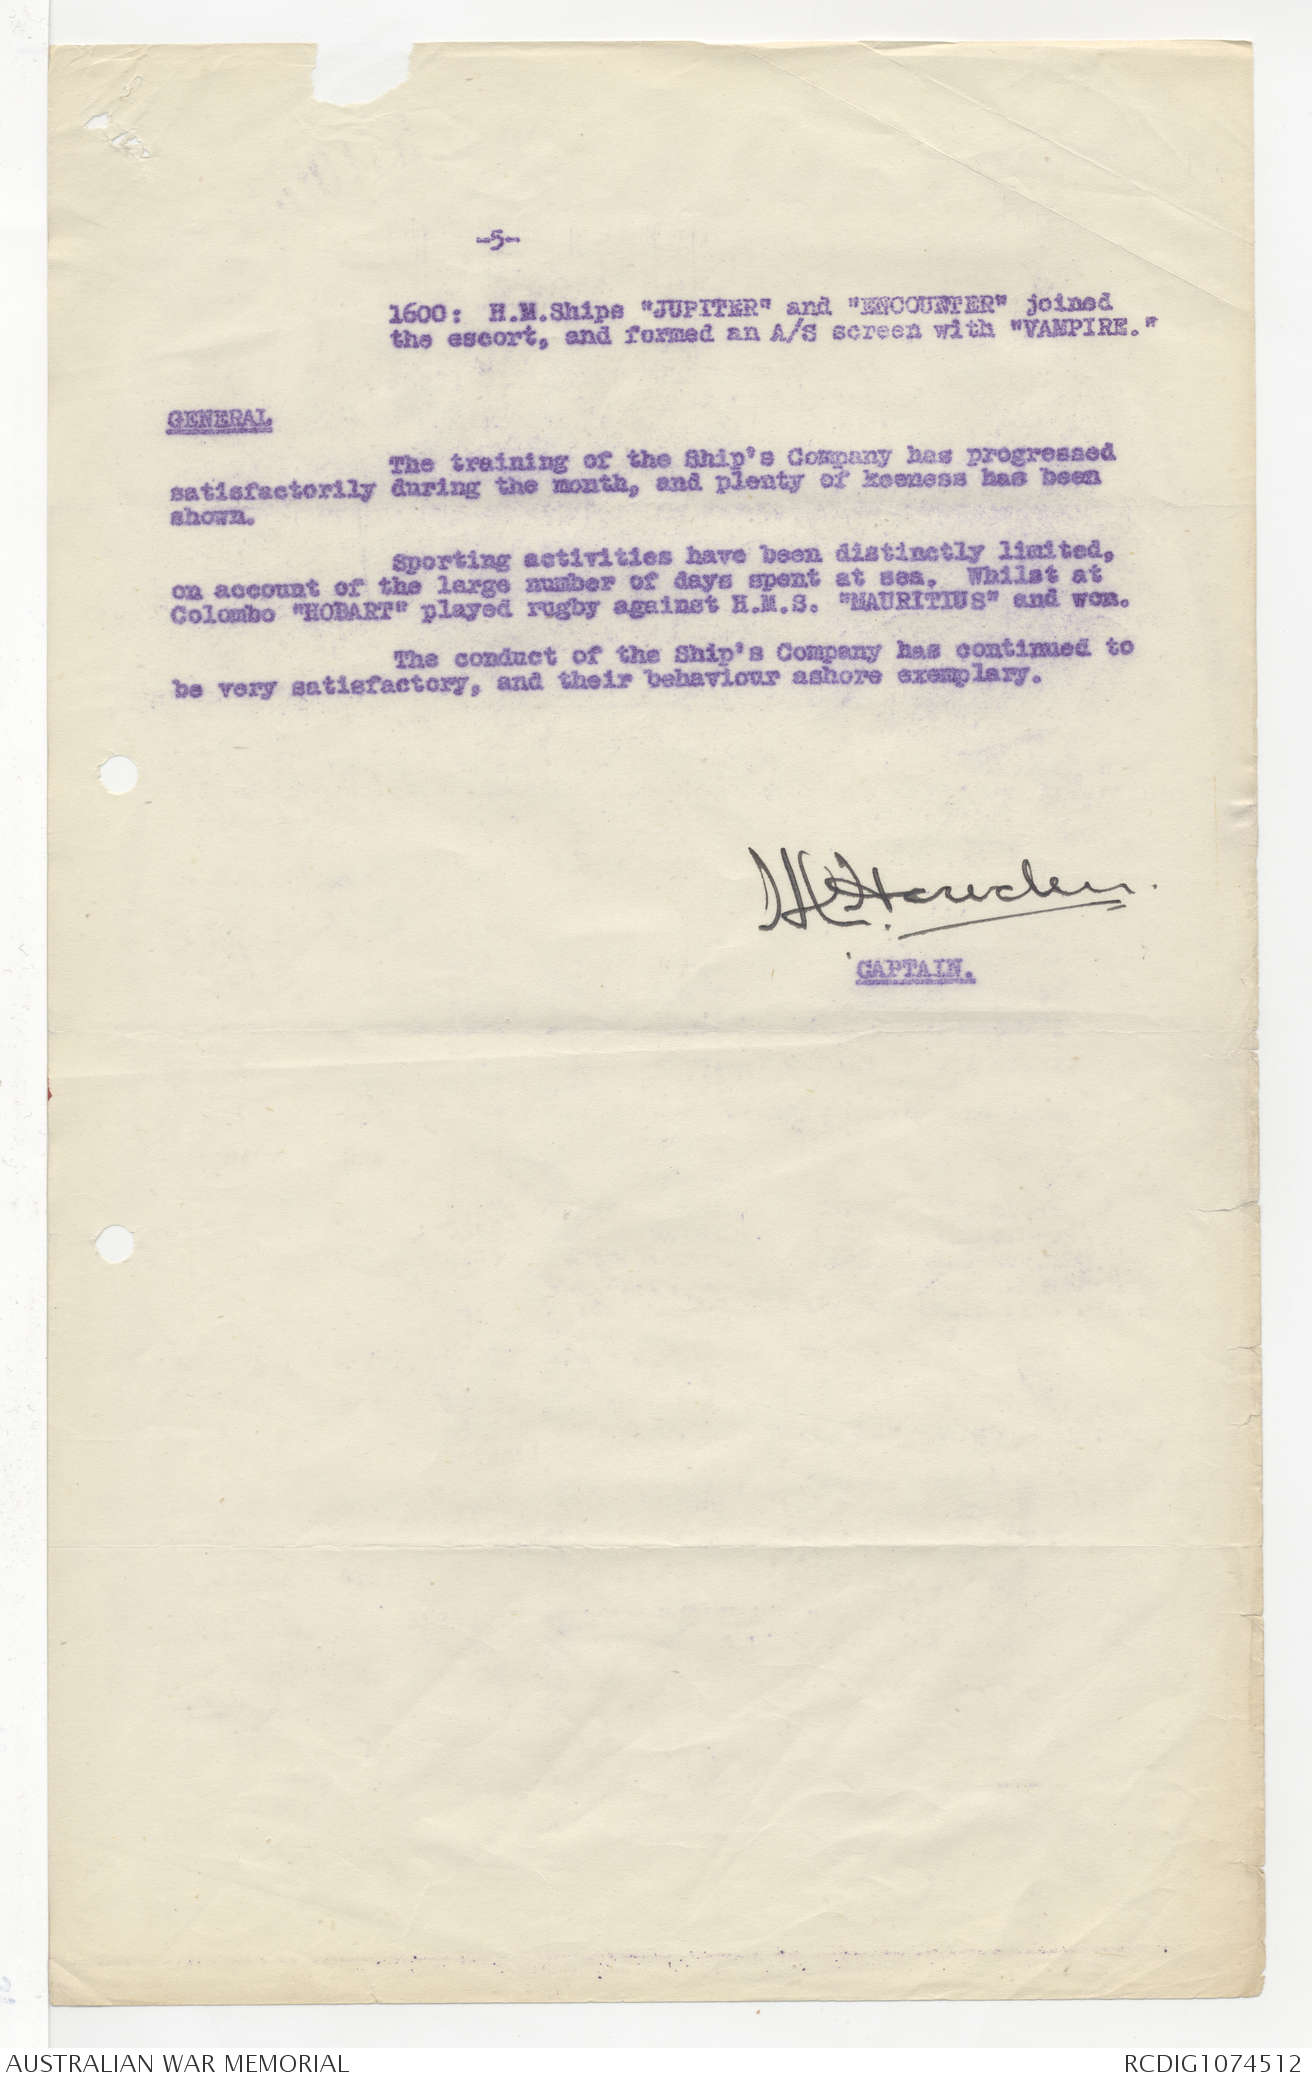 -5-
1600: H.M.Ships "JUPITER" and "ENCOUNTER" joined
the escort, and formed an A/S screen with "VAMPIRE."
GENERAL
The training of the Ship's Company has progressed
satisfactorily during the month, and plenty of keeness has been
shown.
Sporting activities have been distinctly limited,
on account of the large number of days spent at sea. Whilst at
Colombo "HOBART" played rugby against H.M.S. "MAURITIUS" and won.
The conduct of the Ship's Company has continued to
be very satisfactory, and their behaviour ashore exemplary.
CAPTAIN.
AUSTRALIAN WAR MEMORIAL
RCDIG1074512